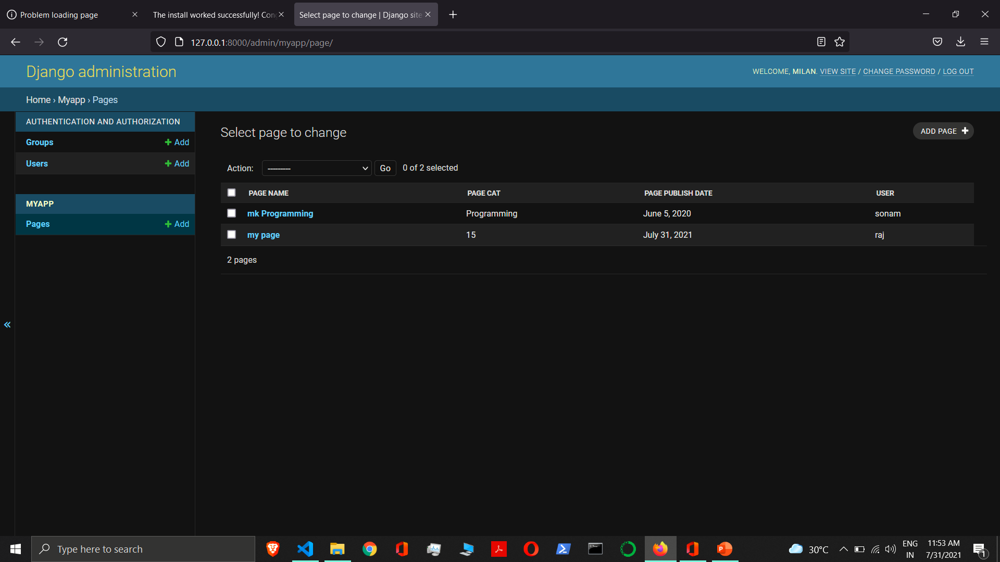 Problem loading page
The install worked successfully! Con
Select page to change | Django site
127.0.0.1:8000/admin/myapp/page/
Django administration
WELCOME, MILAN. VIEW SITE / CHANGE PASSWORD / LOG OUT
Home › Myapp › Pages
AUTHENTICATION AND AUTHORIZATION
Groups + Add
Users + Add
MYAPP
Pages + Add
«
Select page to change
ADD PAGE +
Action: --------- Go 0 of 2 selected
PAGE NAME PAGE CAT PAGE PUBLISH DATE USER
mk Programming Programming June 5, 2020 sonam
my page 15 July 31, 2021 raj
2 pages
Type here to search
P
30°C
ENG
IN
11:53 AM
7/31/2021
1